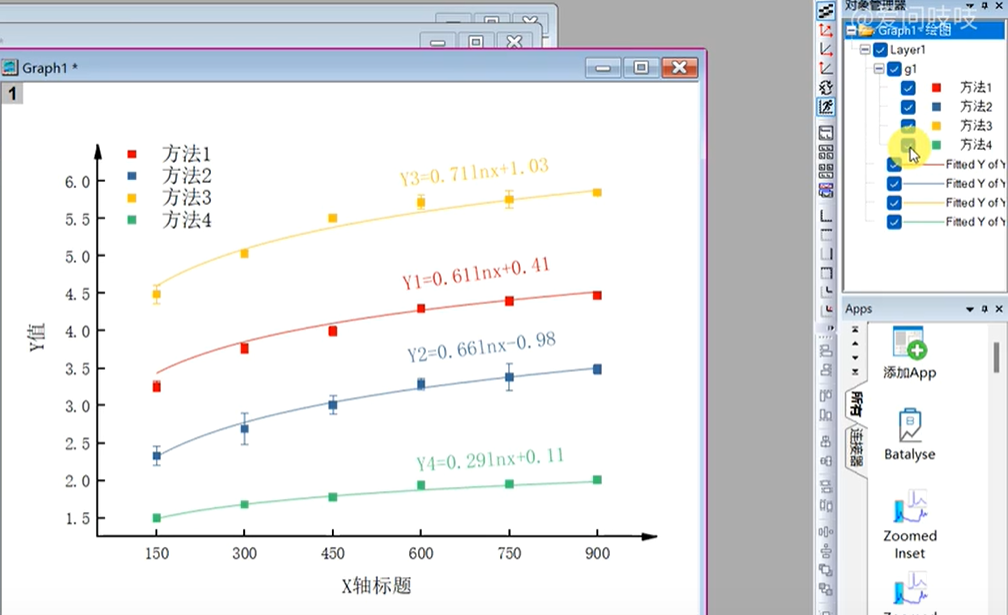 对象管理器
@爱问吱吱
Graph1 * 绘图
Layer1
g1
方法1
方法2
方法3
方法4
Fitted Y of Y
Fitted Y of Y
Fitted Y of Y
Fitted Y of Y
Graph1 *
1
方法1
方法2
方法3
方法4
Y3=0.71lnx+1.03
Y1=0.61lnx+0.41
Y2=0.66lnx-0.98
Y4=0.29lnx+0.11
6.0
5.5
5.0
4.5
4.0
3.5
3.0
2.5
2.0
1.5
Y值
150 300 450 600 750 900
X轴标题
Apps
所有
连接器
添加App
Batalyse
Zoomed
Inset